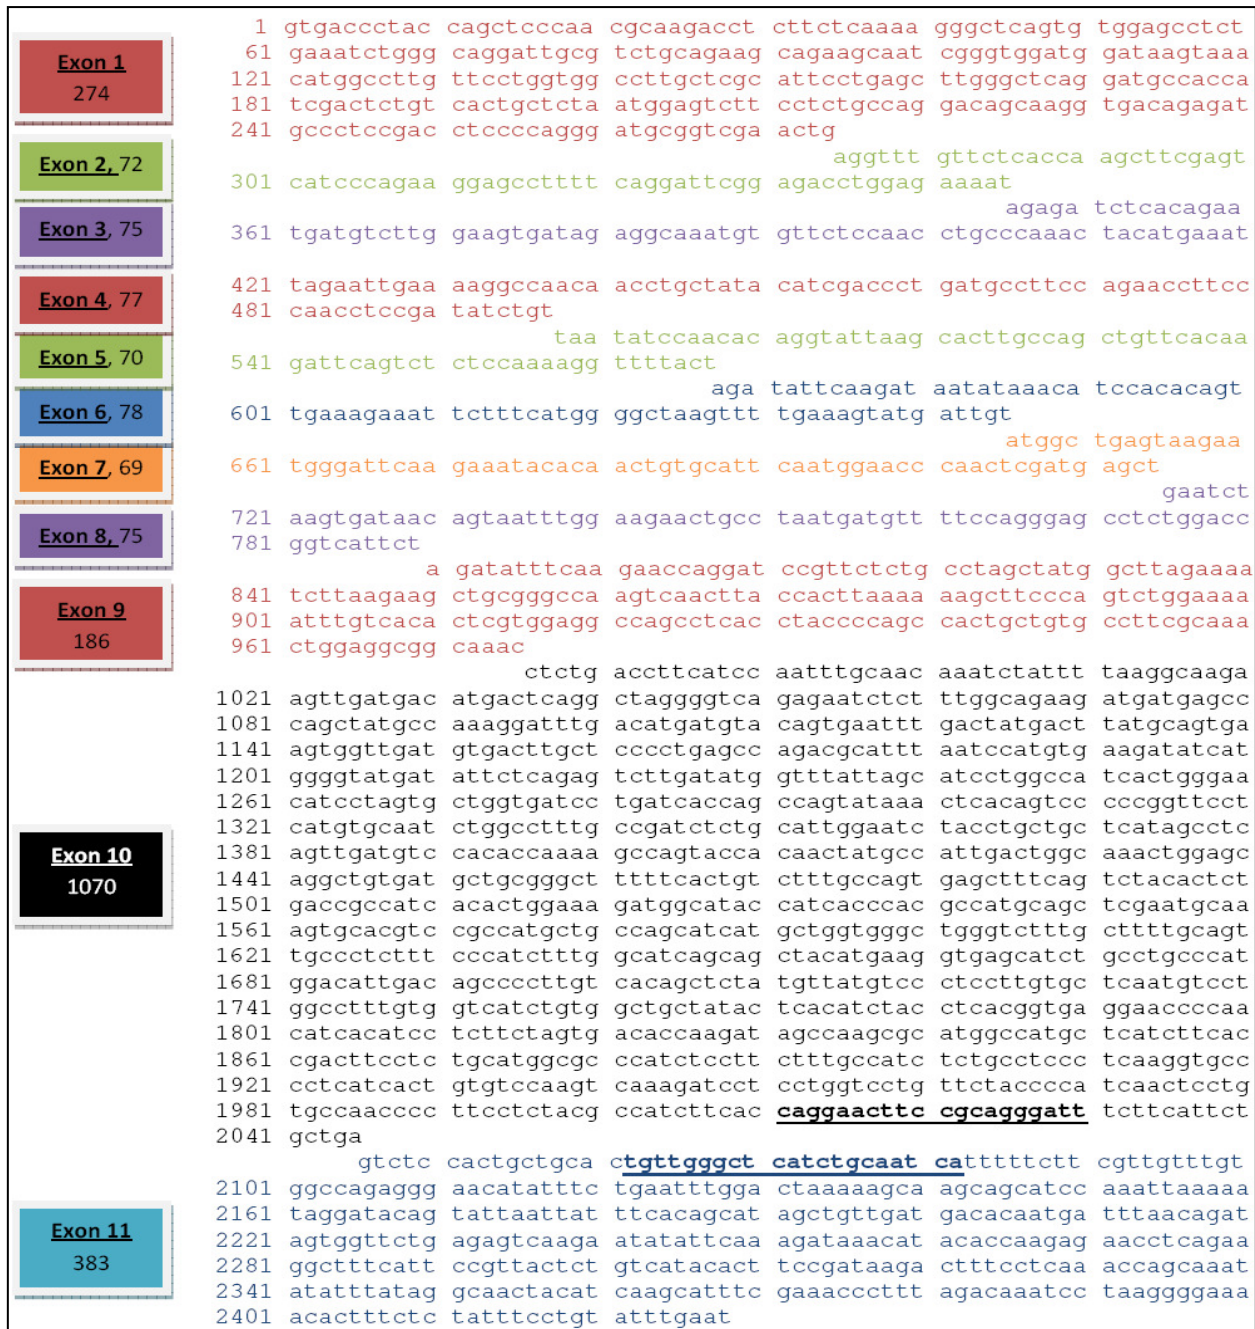 Exon 1
274
1 gtgaccctac cagctcccaa cgcaagacct cttctcaaaa gggctcagtg tggagcctct
61 gaaatctggg caggattgcg tctgcagaag cagaagcaat cgggtggatg gataagtaaa
121 catggccttg ttcctggtgg ccttgctcgc attcctgagc ttgggctcag gatgccacca
181 tcgactctgt cactgctcta atggagtctt cctctgccag gacagcaagg tgacagagat
241 gccctccgac ctccccaggg atgcggtcga actg
Exon 2, 72
aggttt gttctcacca agcttcgagt
301 catcccagaa ggagcctttt caggattcgg agacctggag aaaat
Exon 3, 75
agaga tctcacagaa
361 tgatgtcttg gaagtgatag aggcaaatgt gttctccaac ctgcccaaac tacatgaaat
Exon 4, 77
421 tagaattgaa aaggccaaca acctgctata catcgaccct gatgccttcc agaaccttcc
481 caacctccga tatctgt
Exon 5, 70
taa tatccaacac aggtattaag cacttgccag ctgttcacaa
541 gattcagtct ctccaaaagg ttttact
Exon 6, 78
aga tattcaagat aatataaaca tccacacagt
601 tgaaagaaat tctttcatgg ggctaagttt tgaaagtatg attgt
Exon 7, 69
atggc tgagtaagaa
661 tgggattcaa gaaatacaca actgtgcatt caatggaacc caactcgatg agct
Exon 8, 75
gaatct
721 aagtgataac agtaatttgg aagaactgcc taatgatgtt ttccagggag cctctggacc
781 ggtcattct
Exon 9
186
a gatatttcaa gaaccaggat ccgttctctg cctagctatg gcttagaaaa
841 tcttaagaag ctgcgggcca agtcaactta ccacttaaaa aagcttccca gtctggaaaa
901 atttgtcaca ctcgtggagg ccagcctcac ctaccccagc cactgctgtg ccttcgcaaa
961 ctggaggcgg caaac
Exon 10
1070
ctctg accttcatcc aatttgcaac aaatctattt taaggcaaga
1021 agttgatgac atgactcagg ctaggggtca gagaatctct ttggcagaag atgatgagcc
1081 cagctatgcc aaaggatttg acatgatgta cagtgaattt gactatgact tatgcagtga
1141 agtggttgat gtgacttgct cccctgagcc agacgcattt aatccatgtg aagatatcat
1201 ggggtatgat attctcagag tcttgatatg gtttattagc atcctggcca tcactgggaa
1261 catcctagtg ctggtgatcc tgatcaccag ccagtataaa ctcacagtcc cccggttcct
1321 catgtgcaat ctggcctttg ccgatctctg cattggaatc tacctgctgc tcatagcctc
1381 agttgatgtc cacaccaaaa gccagtacca caactatgcc attgactggc aaactggagc
1441 aggctgtgat gctgcgggct ttttcactgt ctttgccagt gagctttcag tctacactct
1501 gaccgccatc acactggaaa gatggcatac catcacccac gccatgcagc tcgaatgcaa
1561 agtgcacgtc cgccatgctg ccagcatcat gctggtgggc tgggtctttg cttttgcagt
1621 tgccctcttt cccatctttg gcatcagcag ctacatgaag gtgagcatct gcctgcccat
1681 ggacattgac agccccttgt cacagctcta tgttatgtcc ctccttgtgc tcaatgtcct
1741 ggcctttgtg gtcatctgtg gctgctatac tcacatctac ctcacggtga ggaaccccaa
1801 catcacatcc tcttctagtg acaccaagat agccaagcgc atggccatgc tcatcttcac
1861 cgacttcctc tgcatggcgc ccatctcctt ctttgccatc tctgcctccc tcaaggtgcc
1921 cctcatcact gtgtccaagt caaagatcct cctggtcctg ttctacccca tcaactcctg
1981 tgccaacccc ttcctctacg ccatcttcac caggaacttc cgcagggatt tcttcattct
2041 gctga
Exon 11
383
gtctc cactgctgca ctgttgggct catctgcaat catttttctt cgttgtttgt
2101 ggccagaggg aacatatttc tgaatttgga ctaaaaagca agcagcatcc aaattaaaaa
2161 taggatacag tattaattat ttcacagcat agctgttgat gacacaatga tttaacagat
2221 agtggttctg agagtcaaga atatattcaa agataaacat acaccaagag aacctcagaa
2281 ggctttcatt ccgttactct gtcatacact tccgataaga ctttcctcaa accagcaaat
2341 atatttatag gcaactacat caagcatttc gaaacccttt agacaaatcc taaggggaaa
2401 acactttctc tatttcctgt atttgaat